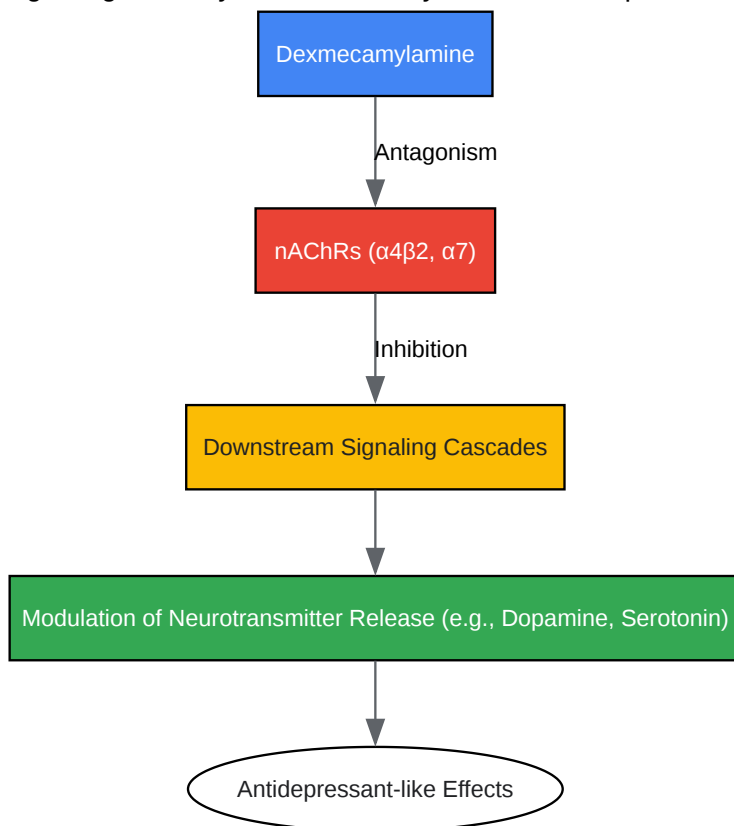 Dexmecamylamine
Antagonism
nAChRs (α4β2, α7)
Inhibition
Downstream Signaling Cascades
Modulation of Neurotransmitter Release (e.g., Dopamine, Serotonin)
Antidepressant-like Effects